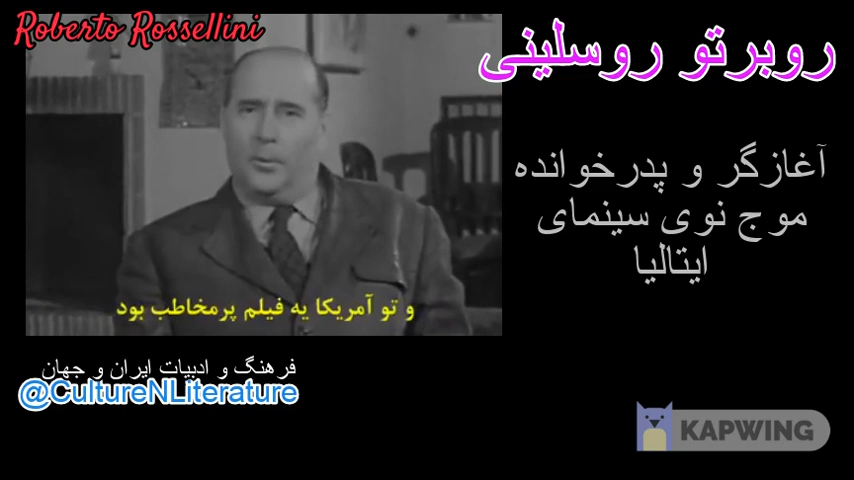 Roberto Rossellini
روبرتو روسلینی
آغازگر و پدرخوانده
موج نوی سینمای
ایتالیا
و تو آمریکا یه فیلم پرمخاطب بود
فرهنگ و ادبیات ایران و جهان
@CultureNLiterature
KAPWING